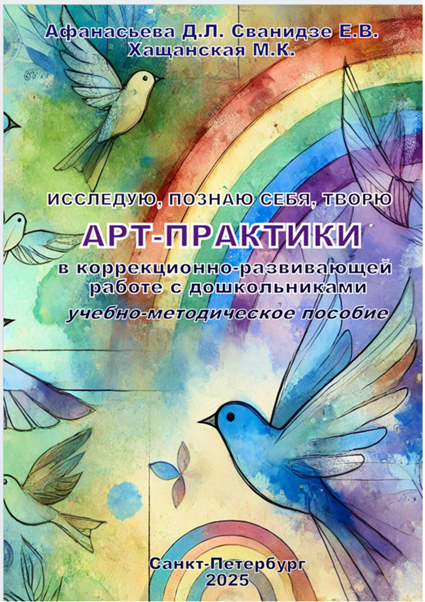 Афанасьева Д.Л. Сванидзе Е.В.
Хащанская М.К.
ИССЛЕДУЮ, ПОЗНАЮ СЕБЯ, ТВОРЮ
АРТ-ПРАКТИКИ
в коррекционно-развивающей
работе с дошкольниками
учебно-методическое пособие
Санкт-Петербург
2025